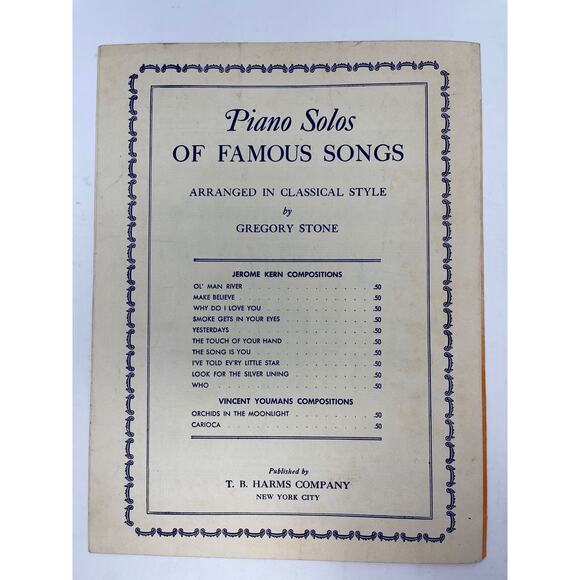 Piano Solos
OF FAMOUS SONGS
ARRANGED IN CLASSICAL STYLE
by
GREGORY STONE
JEROME KERN COMPOSITIONS
OL' MAN RIVER . . . . . . . . . . . .50
MAKE BELIEVE . . . . . . . . . . . .50
WHY DO I LOVE YOU . . . . . . . . . .50
SMOKE GETS IN YOUR EYES . . . . . . . .50
YESTERDAYS . . . . . . . . . . . .50
THE TOUCH OF YOUR HAND . . . . . . . .50
THE SONG IS YOU . . . . . . . . . . .50
I'VE TOLD EV'RY LITTLE STAR . . . . . . . .50
LOOK FOR THE SILVER LINING . . . . . . . .50
WHO . . . . . . . . . . . . . .50
VINCENT YOUMANS COMPOSITIONS
ORCHIDS IN THE MOONLIGHT . . . . . . . .50
CARIOCA . . . . . . . . . . . . .50
Published by
T. B. HARMS COMPANY
NEW YORK CITY